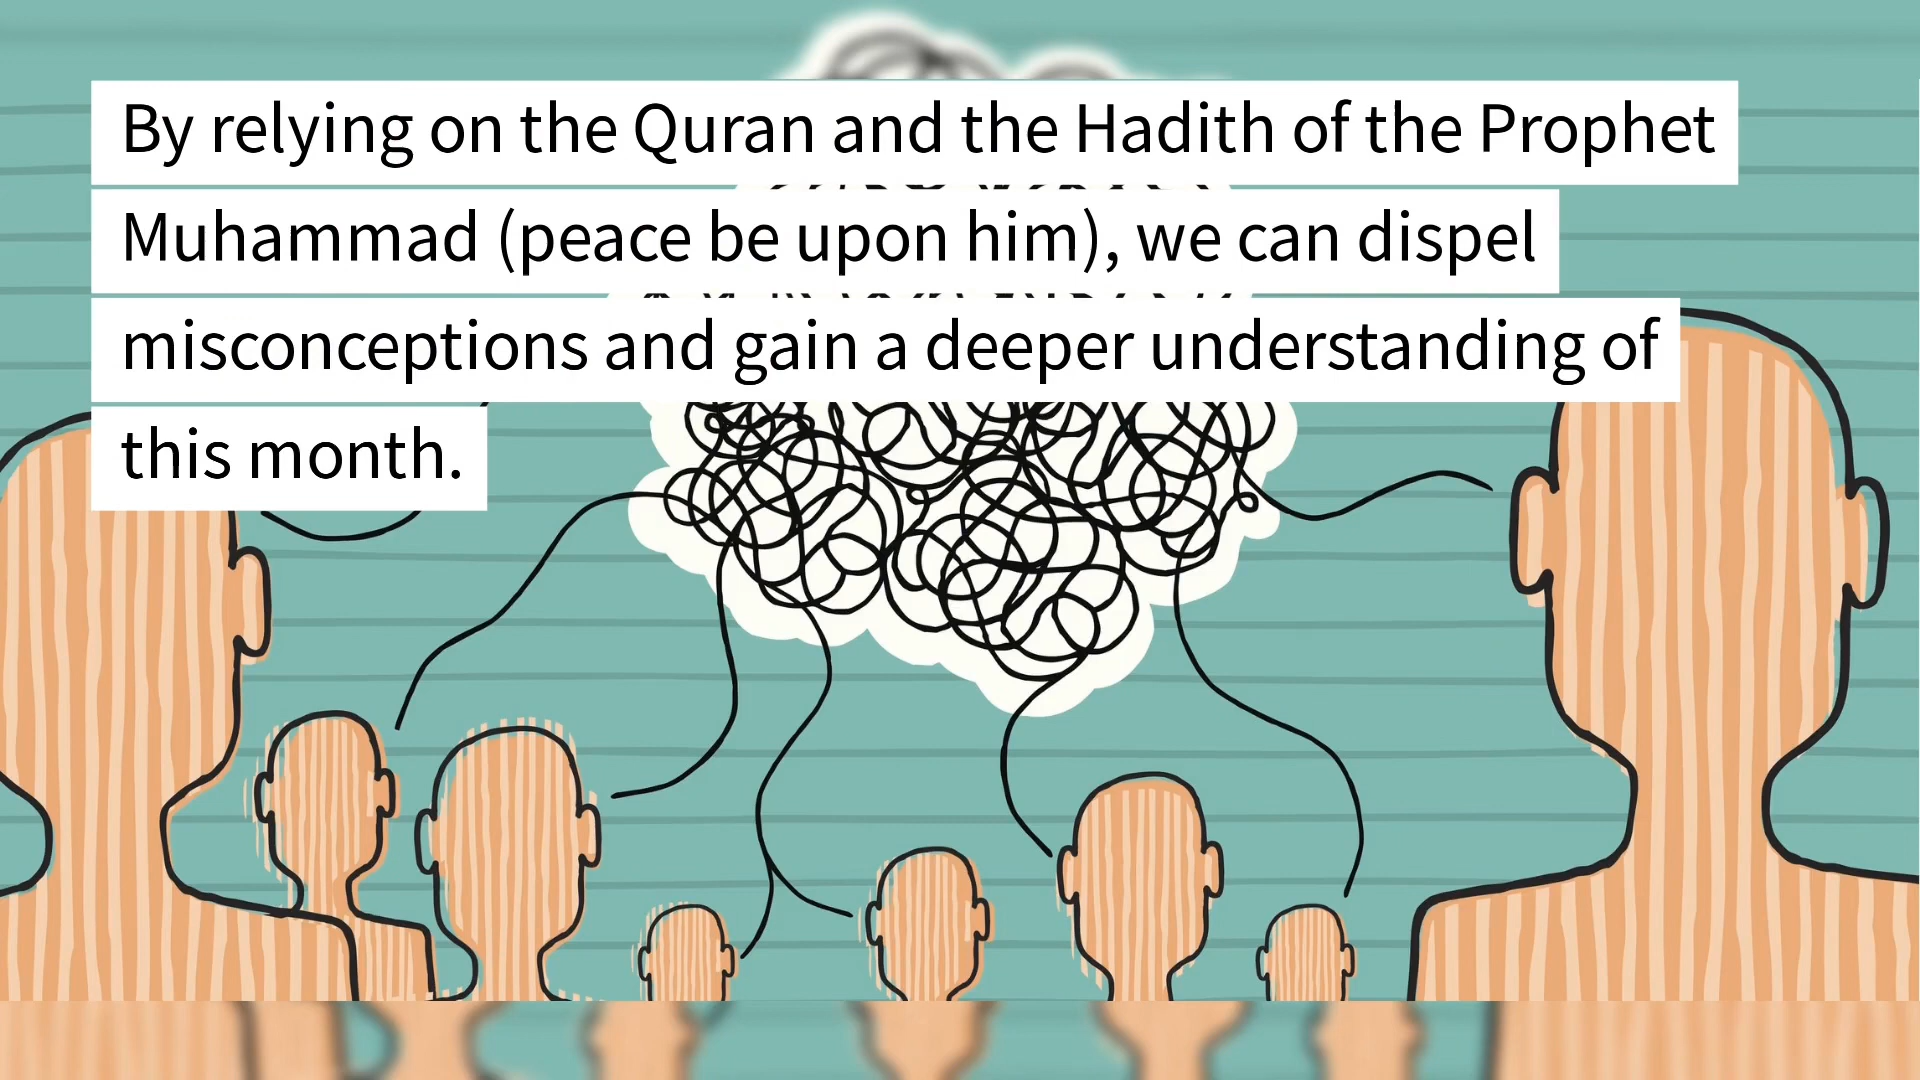 By relying on the Quran and the Hadith of the Prophet
Muhammad (peace be upon him), we can dispel
misconceptions and gain a deeper understanding of
this month.